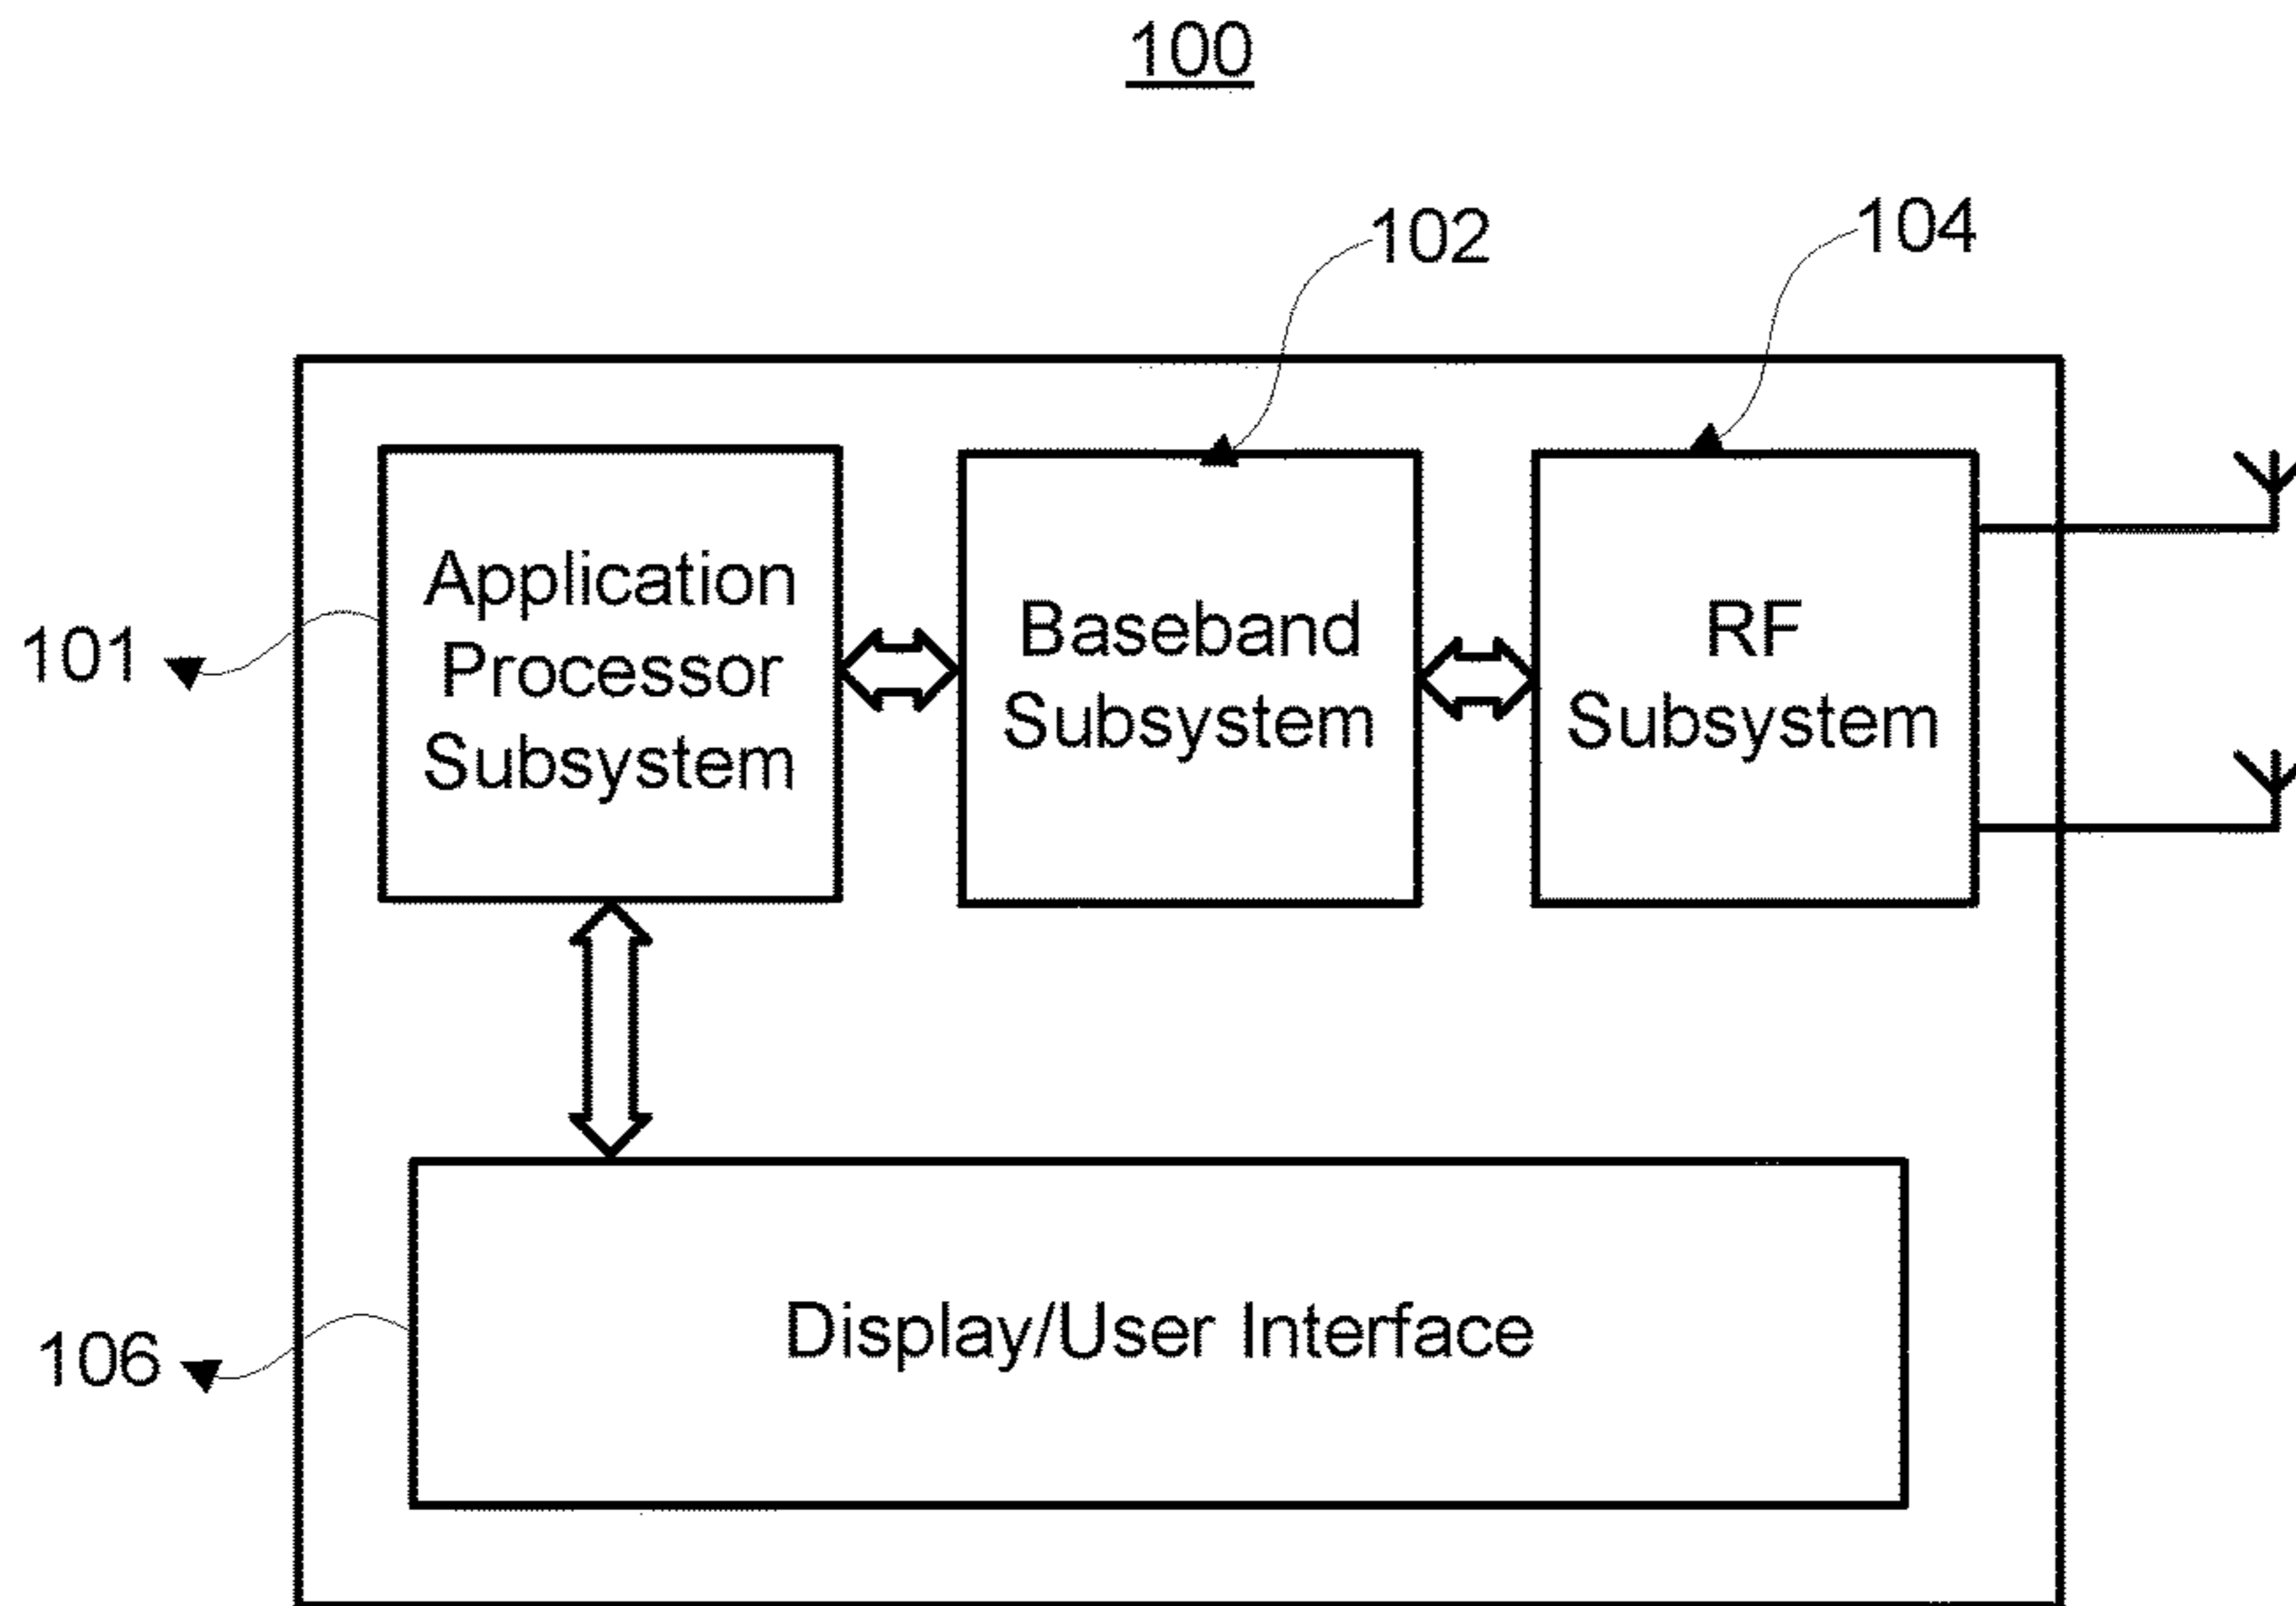 100
102
104
Application
Processor
Subsystem
Baseband
Subsystem
RF
Subsystem
101
Display/User Interface
106